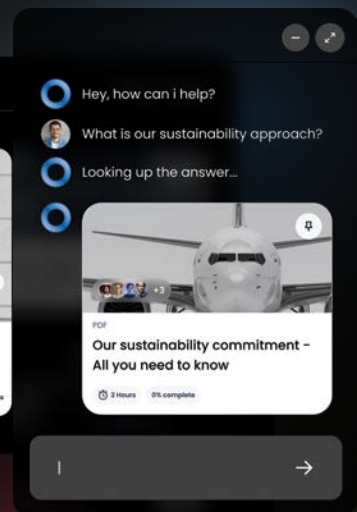 Hey, how can i help?
What is our sustainability approach?
Looking up the answer...
+3
PDF
Our sustainability commitment -
All you need to know
2 Hours 0% complete